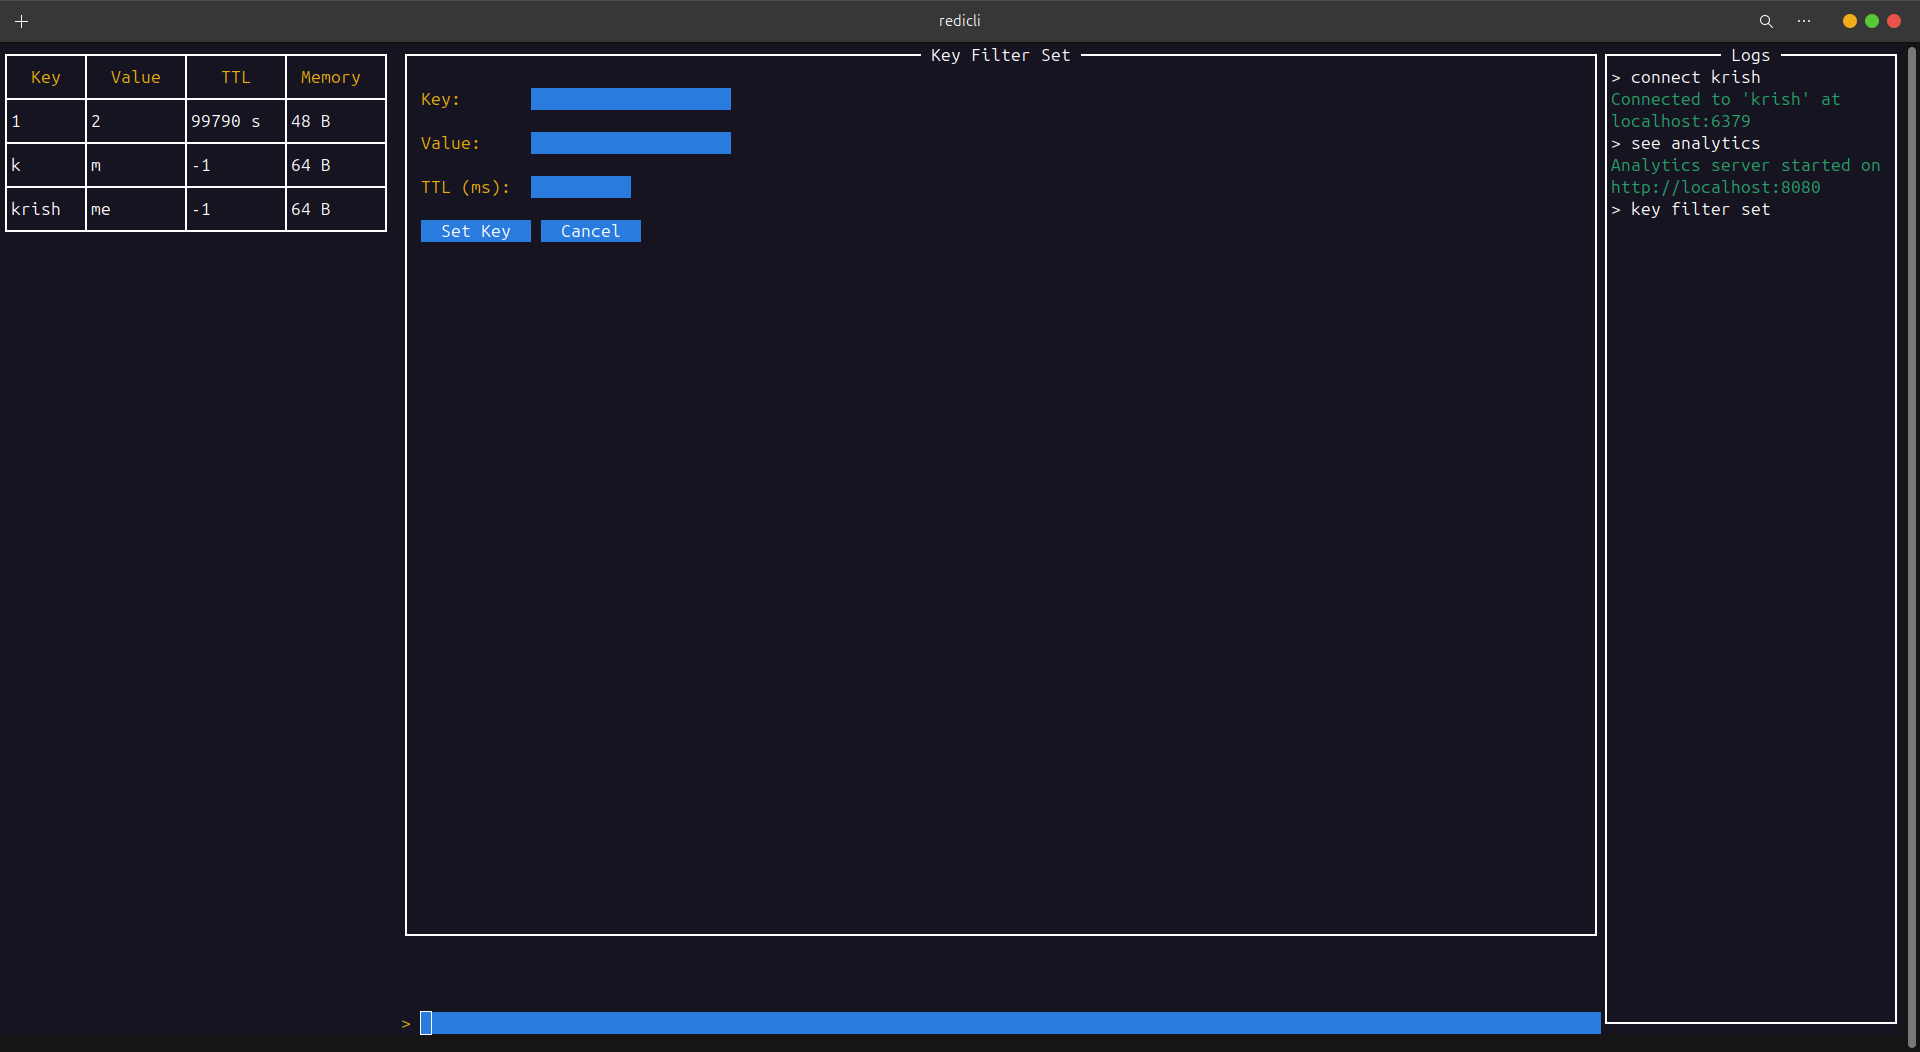 redicli
Key Value TTL Memory
1 2 99790 s 48 B
k m -1 64 B
krish me -1 64 B
Key Filter Set
Key:
Value:
TTL (ms):
Set Key Cancel
>
Logs
> connect krish
Connected to 'krish' at
localhost:6379
> see analytics
Analytics server started on
http://localhost:8080
> key filter set